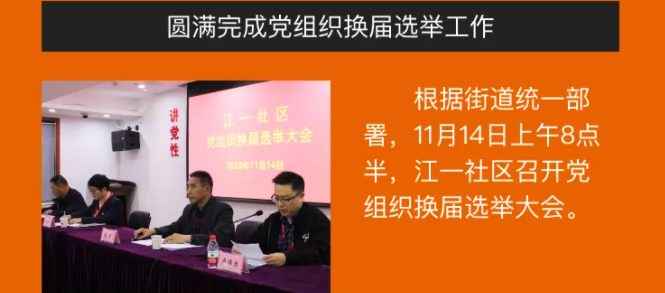 圆满完成党组织换届选举工作
讲党性
江一社区
党组织换届选举大会
2020年11月14日
根据街道统一部
署，11月14日上午8点
半，江一社区召开党
组织换届选举大会。